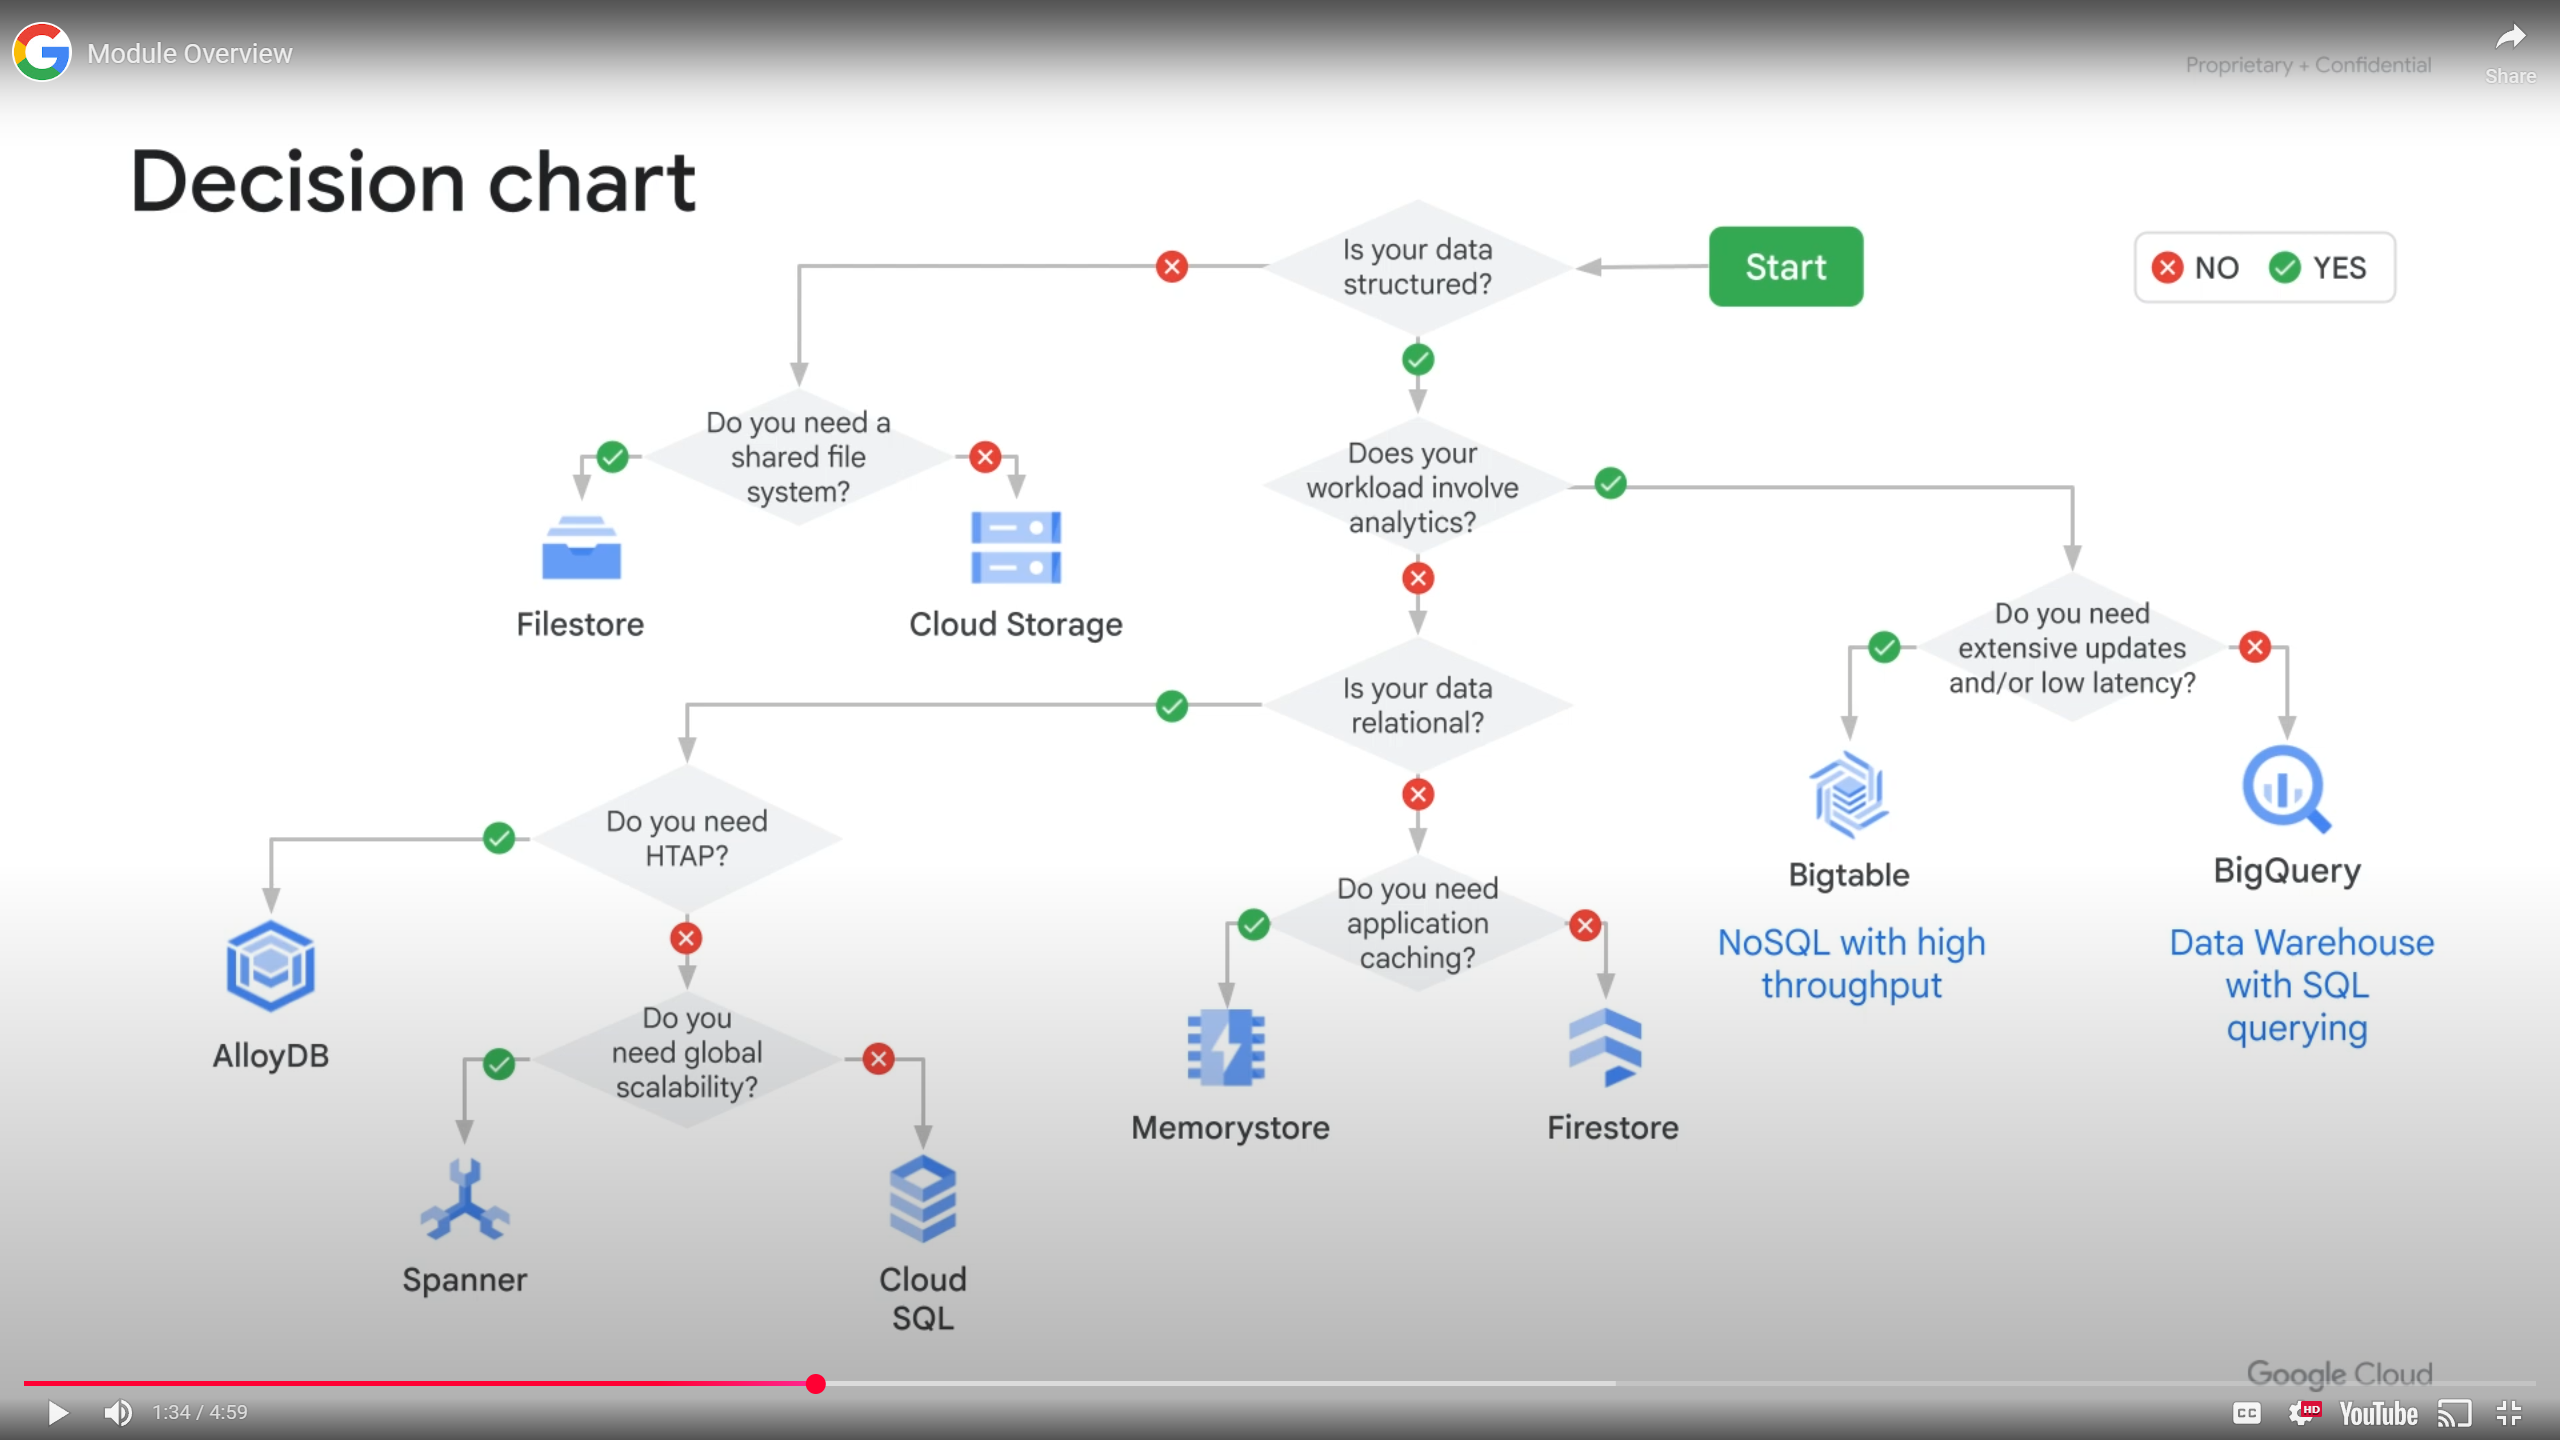 Module Overview
Proprietary + Confidential
Share
Decision chart
Is your data
structured?
Start
NO YES
Do you need a
shared file
system?
Does your
workload involve
analytics?
Filestore
Cloud Storage
Do you need
extensive updates
and/or low latency?
Is your data
relational?
Do you need
HTAP?
Do you need
application
caching?
Bigtable
BigQuery
NoSQL with high
throughput
Data Warehouse
with SQL
querying
AlloyDB
Do you
need global
scalability?
Memorystore
Firestore
Spanner
Cloud
SQL
Google Cloud
1:34 / 4:59
CC
HD
YouTube